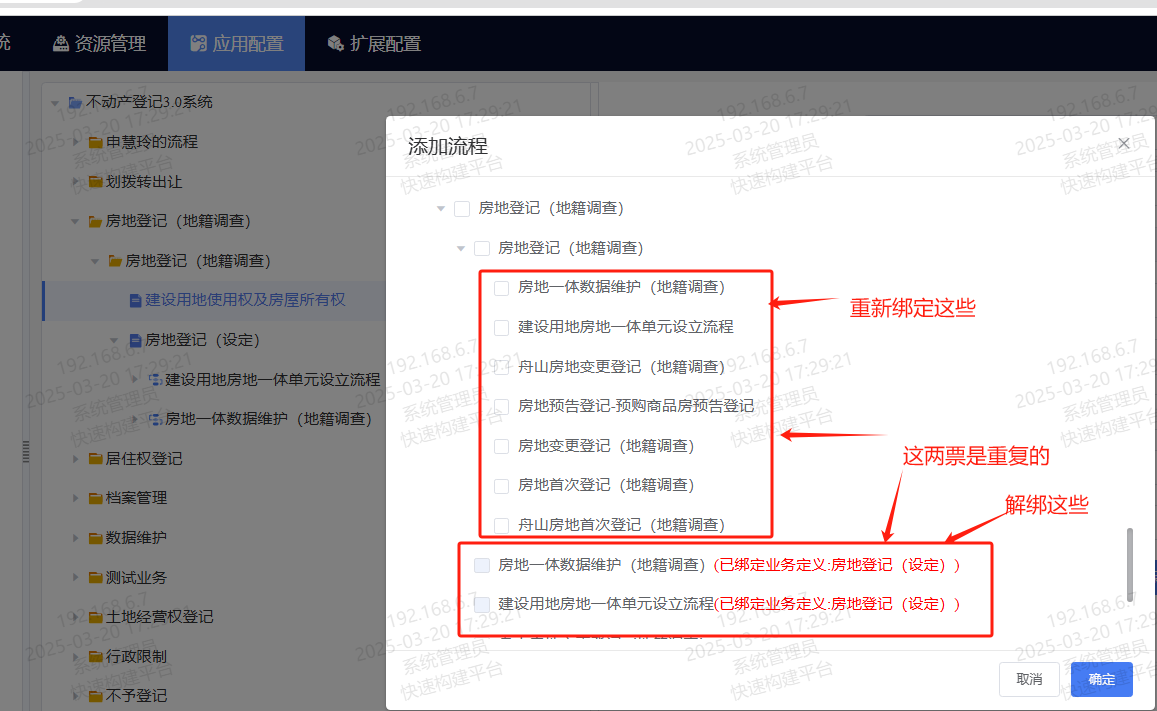 统
资源管理
应用配置
扩展配置
不动产登记3.0系统
申慧玲的流程
划拨转出让
房地登记（地籍调查）
房地登记（地籍调查）
建设用地使用权及房屋所有权
房地登记（设定）
建设用地房地一体单元设立流程
房地一体数据维护（地籍调查）
居住权登记
档案管理
数据维护
测试业务
土地经营权登记
行政限制
不予登记
添加流程
房地登记（地籍调查）
房地登记（地籍调查）
房地一体数据维护（地籍调查）
建设用地房地一体单元设立流程
舟山房地变更登记（地籍调查）
房地预告登记-预购商品房预告登记
房地变更登记（地籍调查）
房地首次登记（地籍调查）
舟山房地首次登记（地籍调查）
房地一体数据维护（地籍调查）(已绑定业务定义:房地登记（设定）)
建设用地房地一体单元设立流程(已绑定业务定义:房地登记（设定）)
重新绑定这些
这两票是重复的
解绑这些
取消
确定
192.168.6.7
2025-03-20 17:29:21
系统管理员
快速构建平台